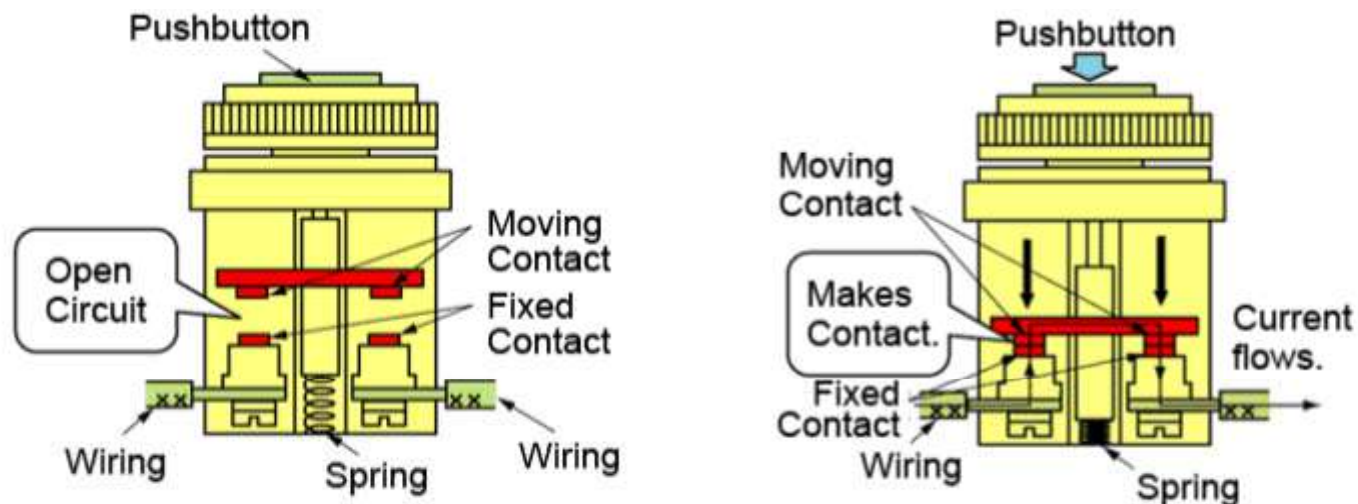 Pushbutton
Open
Circuit
Moving
Contact
Fixed
Contact
Wiring
Spring
Wiring
Pushbutton
Moving
Contact
Makes
Contact.
Current
flows.
Fixed
Contact
Wiring
Spring